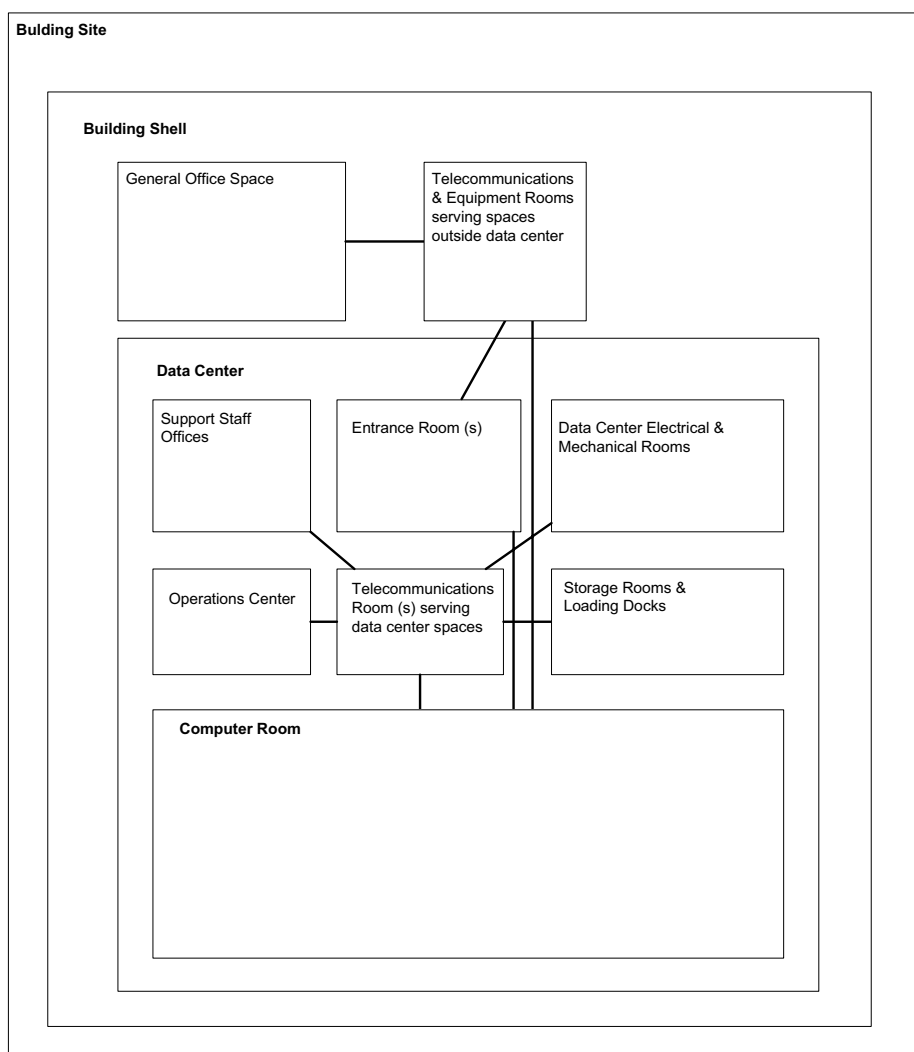 Bulding Site
Building Shell
General Office Space
Telecommunications
& Equipment Rooms
serving spaces
outside data center
Data Center
Support Staff
Offices
Entrance Room (s)
Data Center Electrical &
Mechanical Rooms
Operations Center
Telecommunications
Room (s) serving
data center spaces
Storage Rooms &
Loading Docks
Computer Room